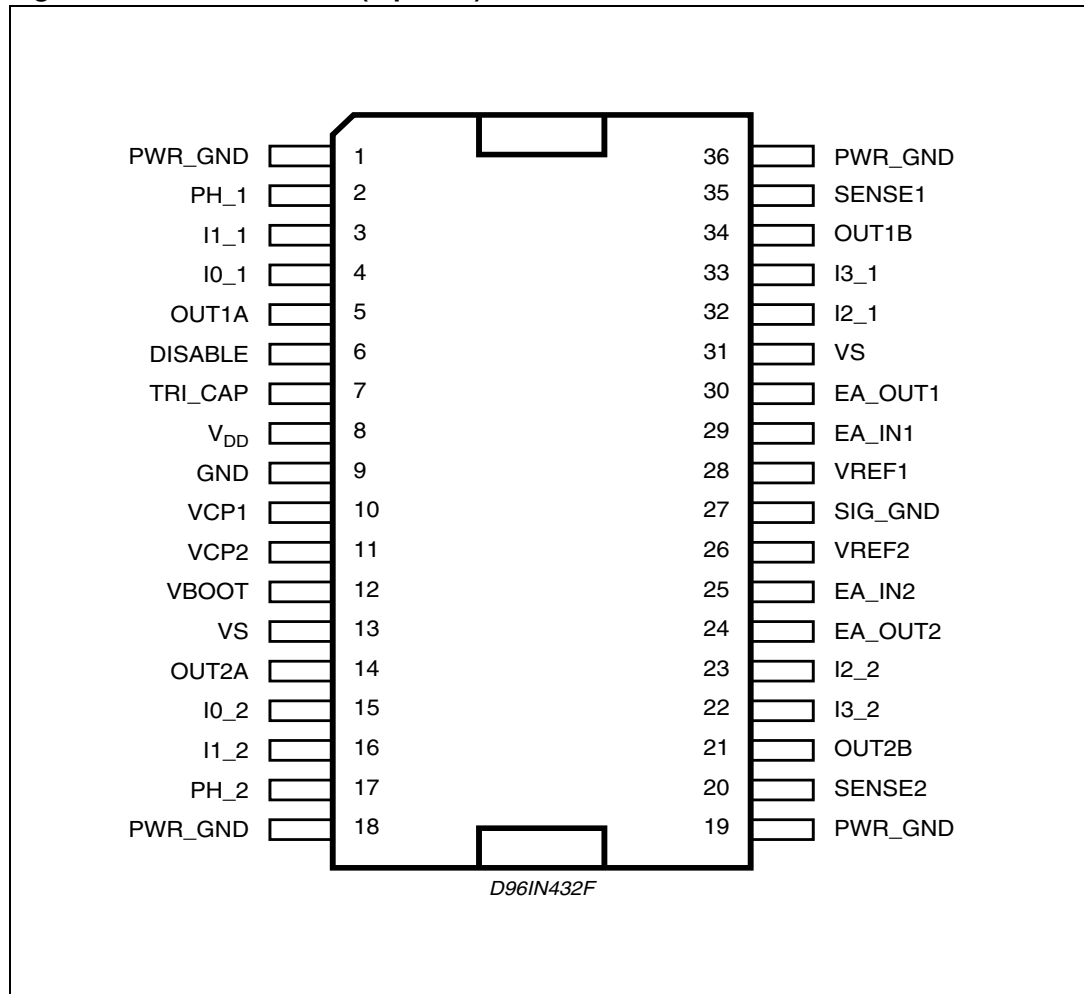 PWR_GND 1 36 PWR_GND
PH_1 2 35 SENSE1
I1_1 3 34 OUT1B
I0_1 4 33 I3_1
OUT1A 5 32 I2_1
DISABLE 6 31 VS
TRI_CAP 7 30 EA_OUT1
VDD 8 29 EA_IN1
GND 9 28 VREF1
VCP1 10 27 SIG_GND
VCP2 11 26 VREF2
VBOOT 12 25 EA_IN2
VS 13 24 EA_OUT2
OUT2A 14 23 I2_2
I0_2 15 22 I3_2
I1_2 16 21 OUT2B
PH_2 17 20 SENSE2
PWR_GND 18 19 PWR_GND
D96IN432F